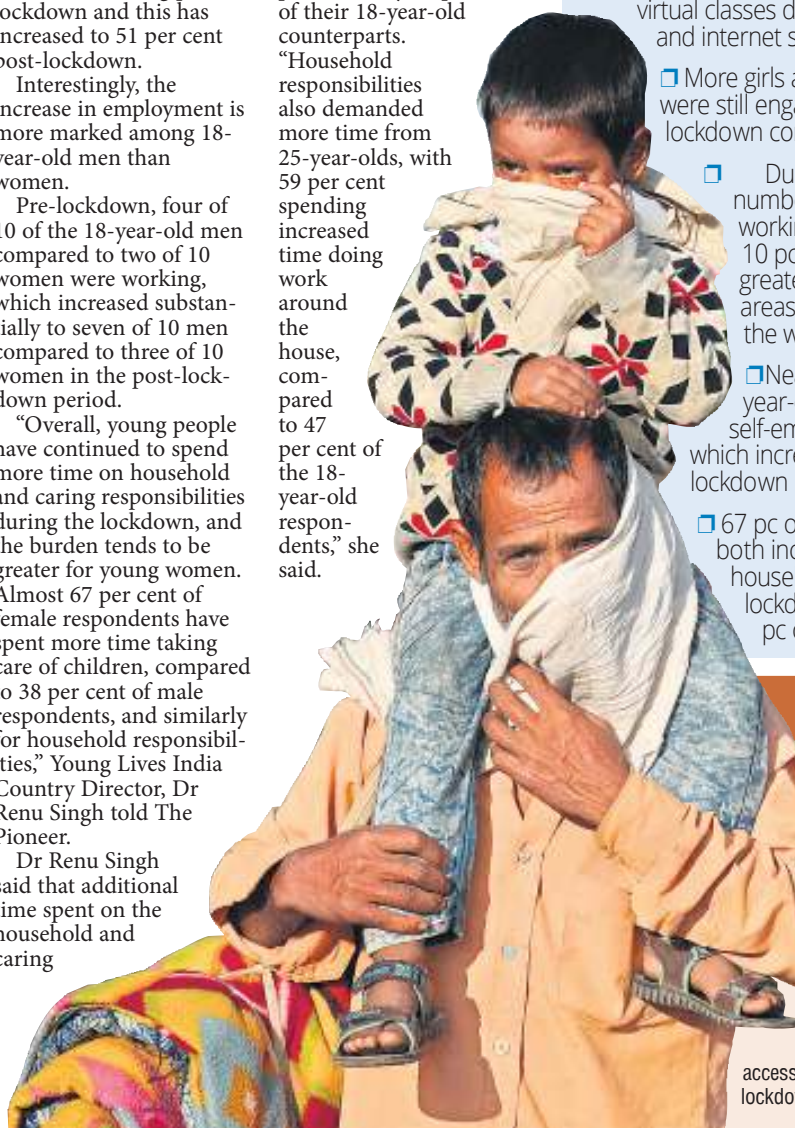 lockdown and this has
increased to 51 per cent
post-lockdown.
Interestingly, the
increase in employment is
more marked among 18-
year-old men than
women.
Pre-lockdown, four of
10 of the 18-year-old men
compared to two of 10
women were working,
which increased substan-
tially to seven of 10 men
compared to three of 10
women in the post-lock-
down period.
“Overall, young people
have continued to spend
more time on household
and caring responsibilities
during the lockdown, and
the burden tends to be
greater for young women.
Almost 67 per cent of
female respondents have
spent more time taking
care of children, compared
to 38 per cent of male
respondents, and similarly
for household responsibil-
ities,” Young Lives India
Country Director, Dr
Renu Singh told The
Pioneer.
Dr Renu Singh
said that additional
time spent on the
household and
caring
of their 18-year-old
counterparts.
“Household
responsibilities
also demanded
more time from
25-year-olds, with
59 per cent
spending
increased
time doing
work
around
the
house,
com-
pared
to 47
per cent of
the 18-
year-old
respon-
dents,” she
said.
virtual classes d
and internet s
❐ More girls a
were still enga
lockdown co
❐ Du
numbe
workin
10 po
greate
areas
the w
❐Ne
year-
self-em
which incre
lockdown
❐ 67 pc o
both inc
house
lockd
pc
access
lockdo